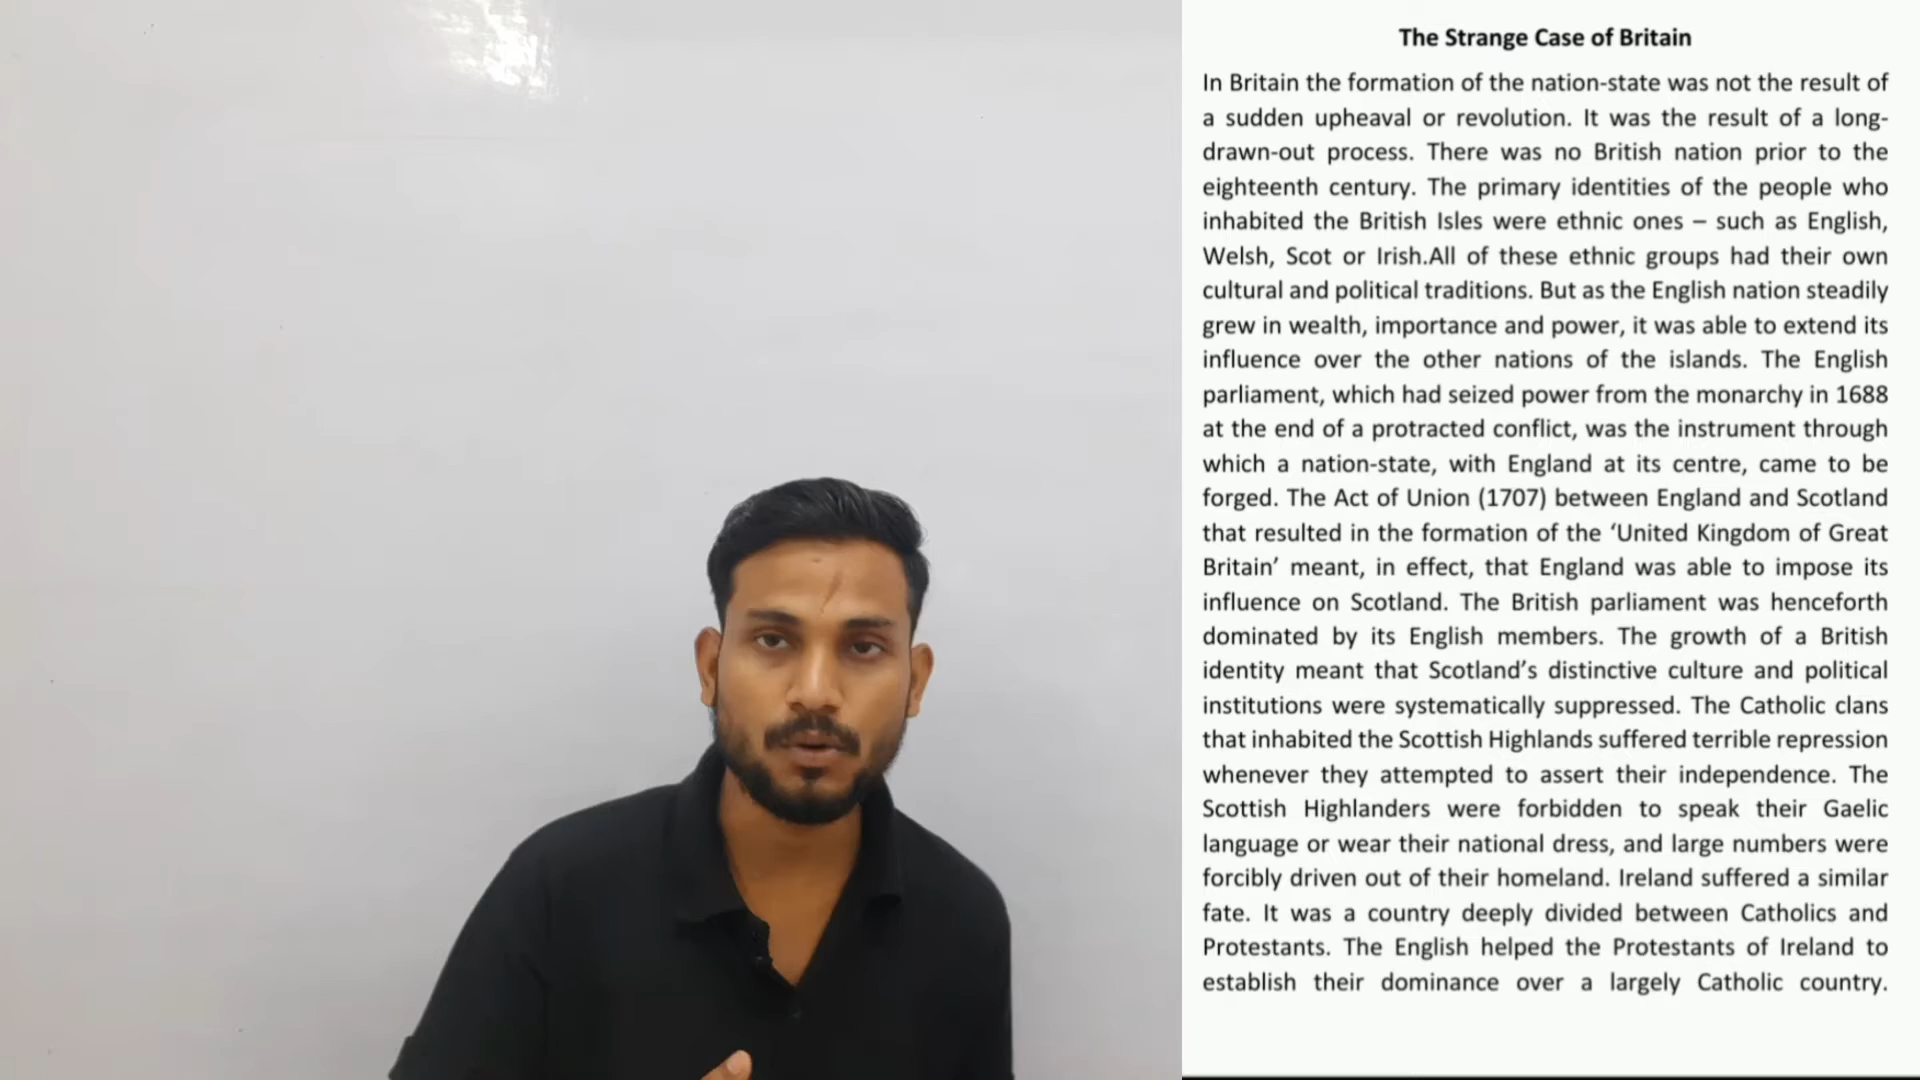 The Strange Case of Britain
In Britain the formation of the nation-state was not the result of
a sudden upheaval or revolution. It was the result of a long-
drawn-out process. There was no British nation prior to the
eighteenth century. The primary identities of the people who
inhabited the British Isles were ethnic ones – such as English,
Welsh, Scot or Irish.All of these ethnic groups had their own
cultural and political traditions. But as the English nation steadily
grew in wealth, importance and power, it was able to extend its
influence over the other nations of the islands. The English
parliament, which had seized power from the monarchy in 1688
at the end of a protracted conflict, was the instrument through
which a nation-state, with England at its centre, came to be
forged. The Act of Union (1707) between England and Scotland
that resulted in the formation of the ‘United Kingdom of Great
Britain’ meant, in effect, that England was able to impose its
influence on Scotland. The British parliament was henceforth
dominated by its English members. The growth of a British
identity meant that Scotland’s distinctive culture and political
institutions were systematically suppressed. The Catholic clans
that inhabited the Scottish Highlands suffered terrible repression
whenever they attempted to assert their independence. The
Scottish Highlanders were forbidden to speak their Gaelic
language or wear their national dress, and large numbers were
forcibly driven out of their homeland. Ireland suffered a similar
fate. It was a country deeply divided between Catholics and
Protestants. The English helped the Protestants of Ireland to
establish their dominance over a largely Catholic country.